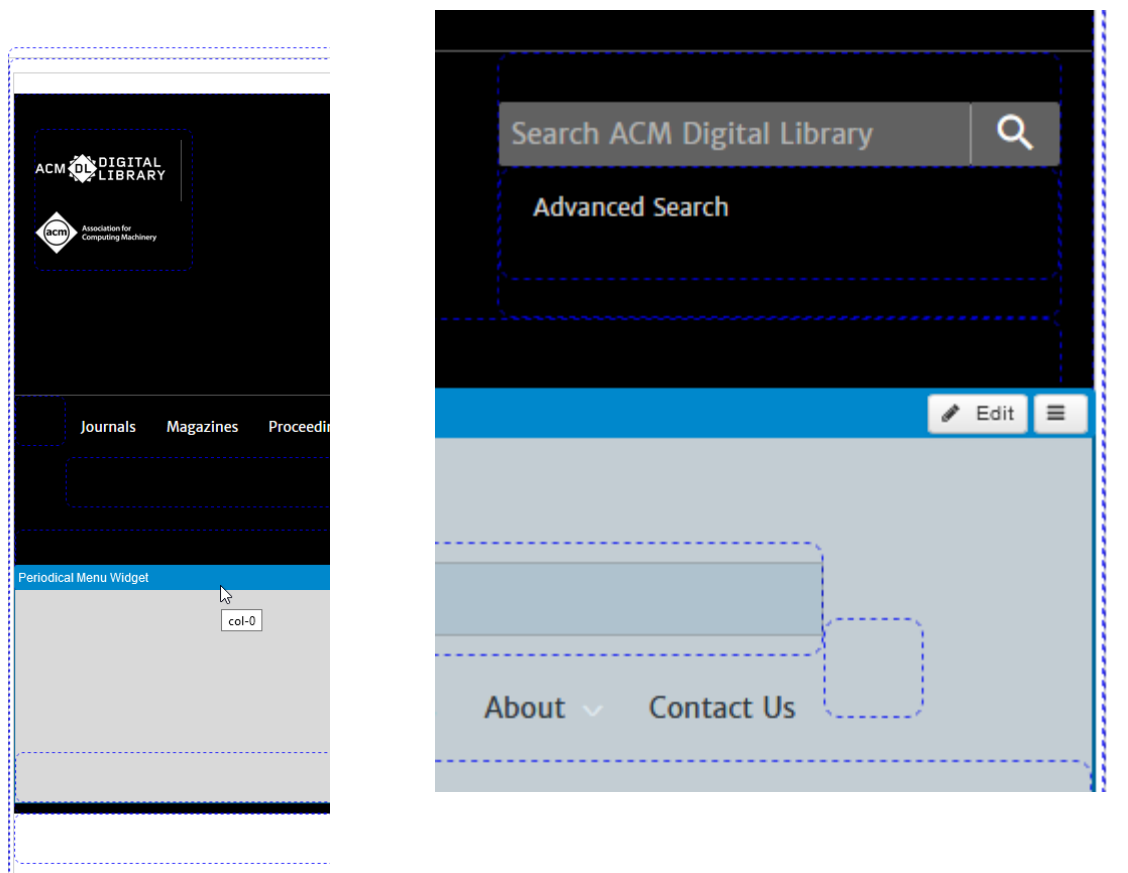 ACM DL DIGITAL
LIBRARY
acm Association for
Computing Machinery
Journals Magazines Proceedin
Periodical Menu Widget
col-0
Search ACM Digital Library
Advanced Search
Edit
About
Contact Us